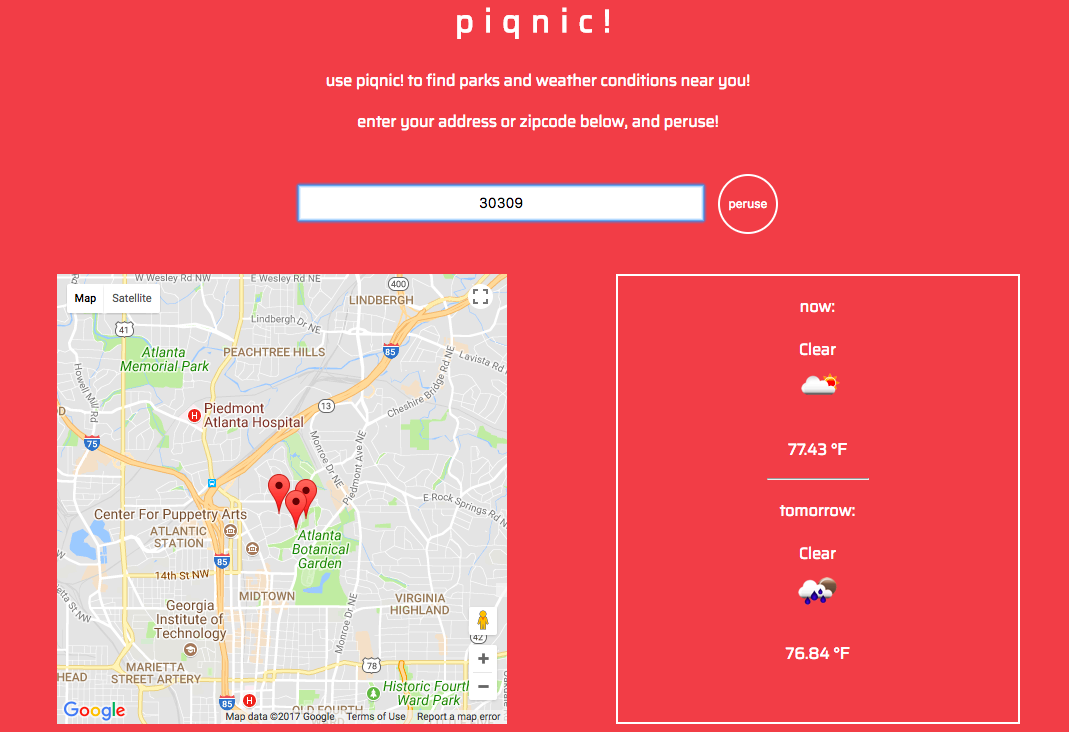 piqnic!
use piqnic! to find parks and weather conditions near you!
enter your address or zipcode below, and peruse!
30309
peruse
W Wesley Rd NW
E Wesley Rd NE
400
Map
Satellite
LINDBERGH
41
Lindbergh Dr NE
Atlanta
Memorial Park
PEACHTREE HILLS
85
Lavista Rd
Howell Mill Rd
Cheshire Bridge Rd NE
13
Piedmont
Atlanta Hospital
H
75
Monroe Dr NE
Piedmont Ave NE
E Rock Springs Rd
Center For Puppetry Arts
ATLANTIC
STATION
Atlanta
Botanical
Garden
85
14th St NW
MIDTOWN
VIRGINIA
HIGHLAND
Georgia
Institute of
Technology
Monroe Dr NE
42
78
MARIETTA
STREET ARTERY
HEAD
Historic Fourth
Ward Park
H
85
OLD FOURTH
Google
Map data ©2017 Google
Terms of Use
Report a map error
now:
Clear
77.43 °F
tomorrow:
Clear
76.84 °F